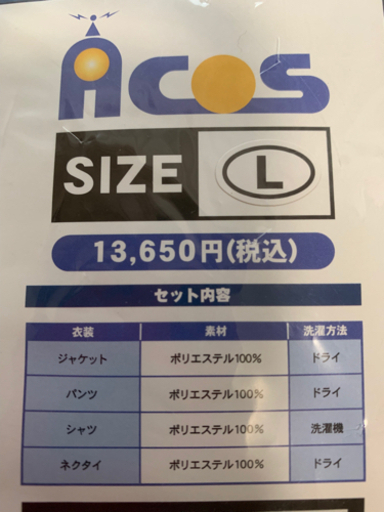 ACOS
SIZE L
13,650円(税込)
セット内容
衣装 素材 洗濯方法
ジャケット ポリエステル100% ドライ
パンツ ポリエステル100% ドライ
シャツ ポリエステル100% 洗濯機
ネクタイ ポリエステル100% ドライ